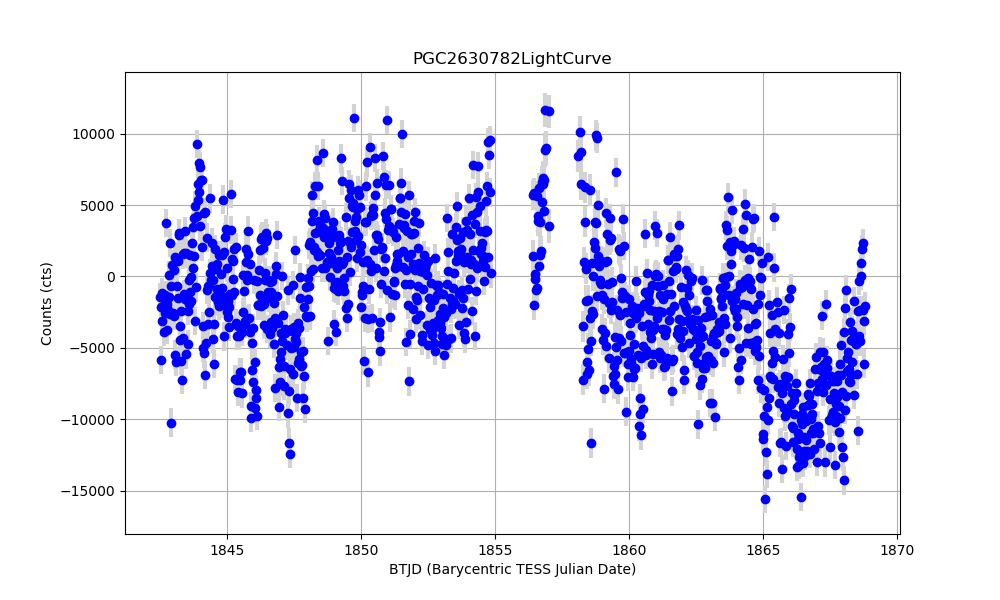 PGC2630782LightCurve
10000
5000
0
−5000
−10000
−15000
Counts (cts)
1845 1850 1855 1860 1865 1870
BTJD (Barycentric TESS Julian Date)